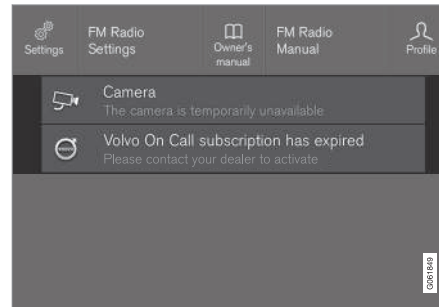 Settings
FM Radio
Settings
Owner's
manual
FM Radio
Manual
Profile
Camera
The camera is temporarily unavailable
Volvo On Call subscription has expired
Please contact your dealer to activate
G061849